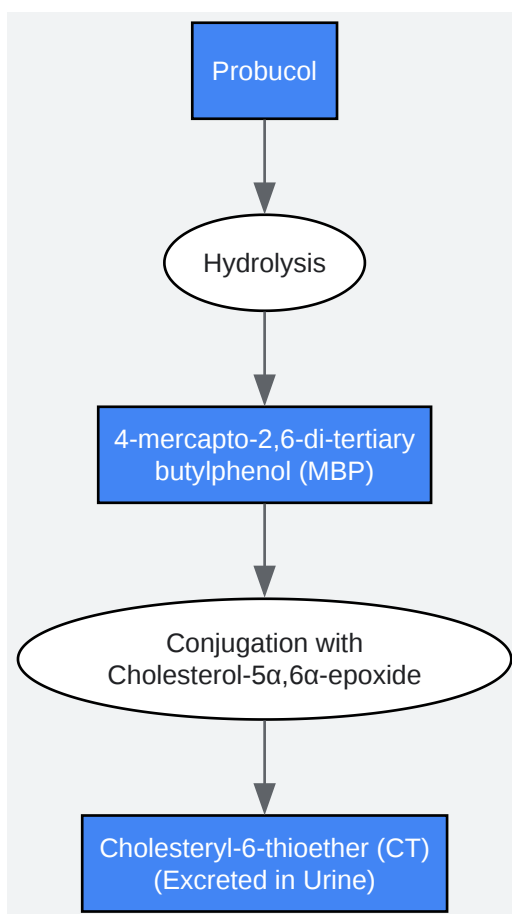 Probucol
Hydrolysis
4-mercapto-2,6-di-tertiary
butylphenol (MBP)
Conjugation with
Cholesterol-5α,6α-epoxide
Cholesteryl-6-thioether (CT)
(Excreted in Urine)